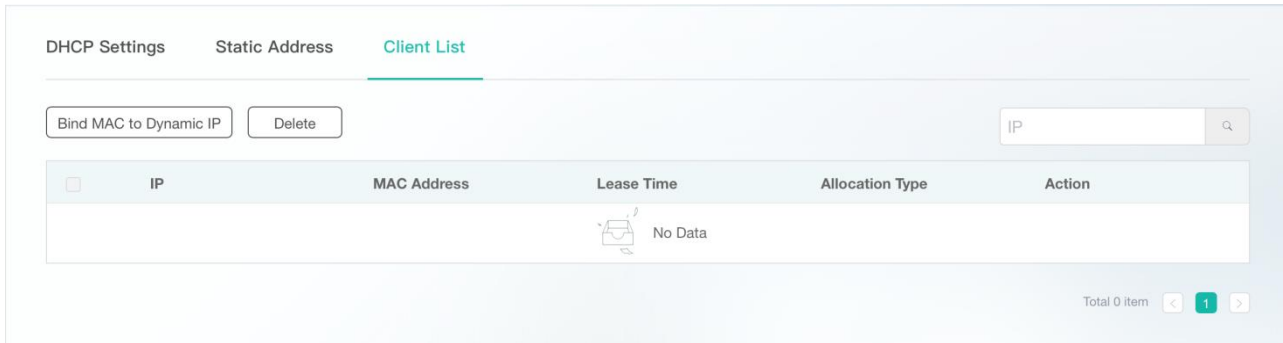 DHCP Settings Static Address Client List
Bind MAC to Dynamic IP Delete IP
IP MAC Address Lease Time Allocation Type Action
No Data
Total 0 item < 1 >